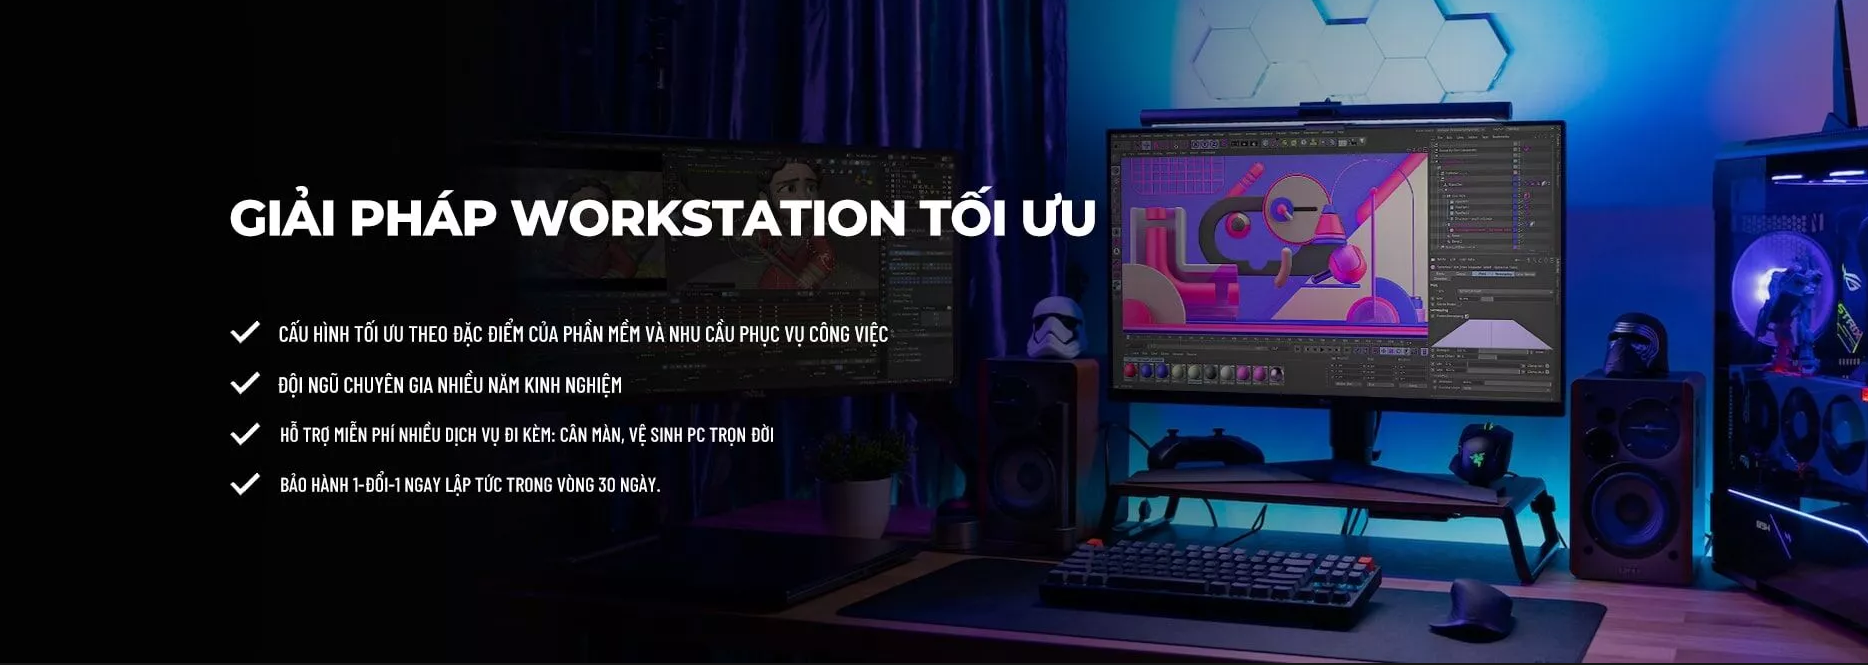 GIẢI PHÁP WORKSTATION TỐI ƯU
CẤU HÌNH TỐI ƯU THEO ĐẶC ĐIỂM CỦA PHẦN MỀM VÀ NHU CẦU PHỤC VỤ CÔNG VIỆC
ĐỘI NGŨ CHUYÊN GIA NHIỀU NĂM KINH NGHIỆM
HỖ TRỢ MIỄN PHÍ NHIỀU DỊCH VỤ ĐI KÈM: CÂN MÀN, VỆ SINH PC TRỌN ĐỜI
BẢO HÀNH 1-ĐỔI-1 NGAY LẬP TỨC TRONG VÒNG 30 NGÀY.